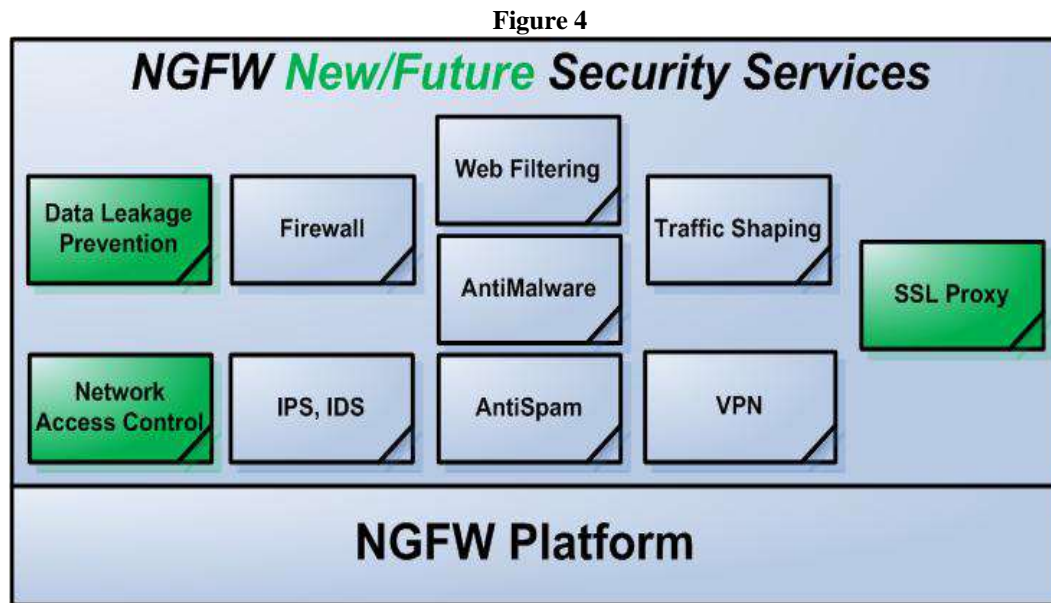 Figure 4
NGFW New/Future Security Services
Web Filtering
Data Leakage
Prevention
Firewall
Traffic Shaping
AntiMalware
SSL Proxy
Network
Access Control
IPS, IDS
AntiSpam
VPN
NGFW Platform